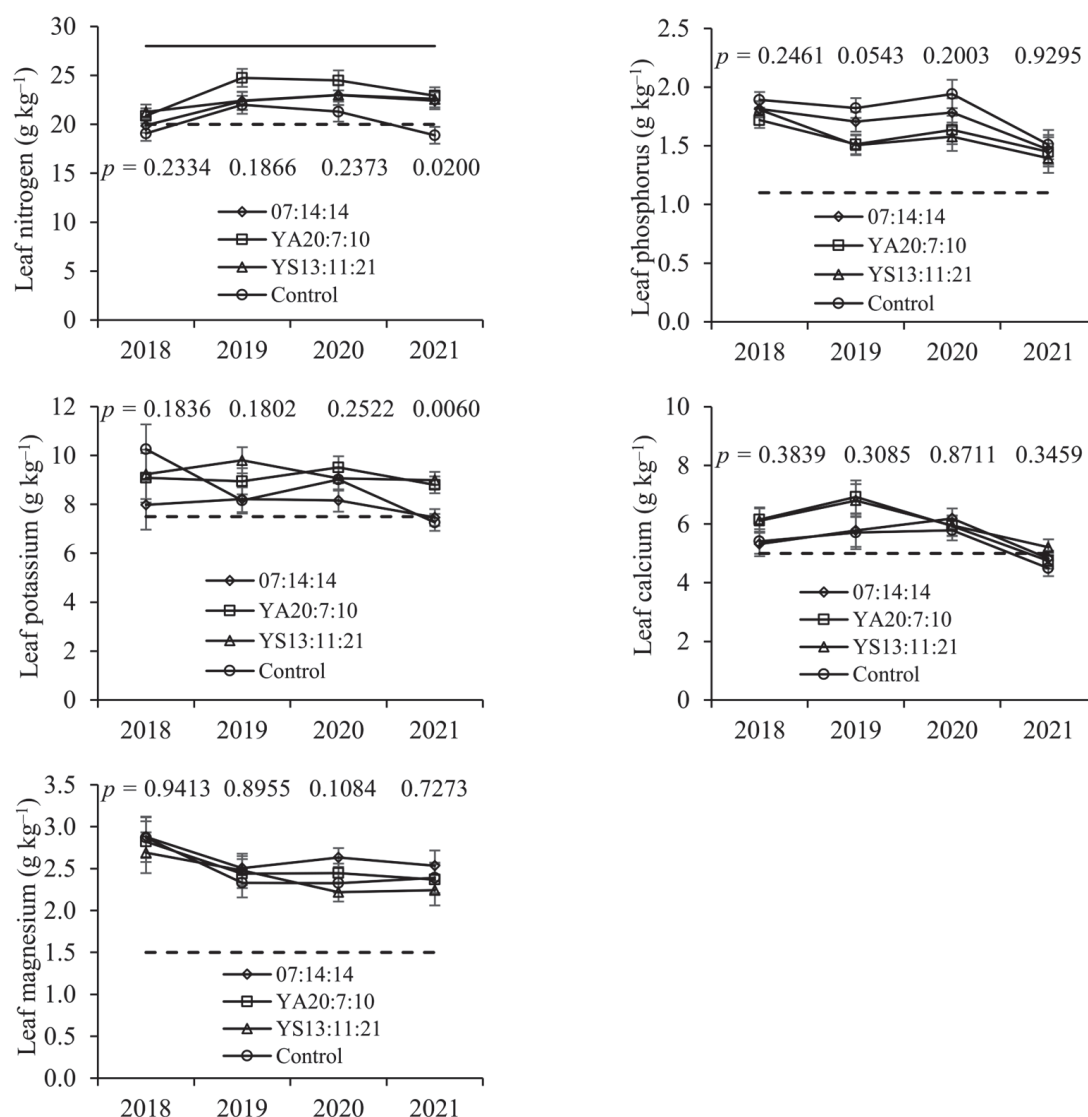 Leaf nitrogen (g kg⁻¹)
30
25
20
15
10
5
0
p = 0.2334 0.1866 0.2373 0.0200
07:14:14
YA20:7:10
YS13:11:21
Control
2018 2019 2020 2021
Leaf phosphorus (g kg⁻¹)
2.5
2.0
1.5
1.0
0.5
0.0
p = 0.2461 0.0543 0.2003 0.9295
07:14:14
YA20:7:10
YS13:11:21
Control
2018 2019 2020 2021
Leaf potassium (g kg⁻¹)
12
10
8
6
4
2
0
p = 0.1836 0.1802 0.2522 0.0060
07:14:14
YA20:7:10
YS13:11:21
Control
2018 2019 2020 2021
Leaf calcium (g kg⁻¹)
10
8
6
4
2
0
p = 0.3839 0.3085 0.8711 0.3459
07:14:14
YA20:7:10
YS13:11:21
Control
2018 2019 2020 2021
Leaf magnesium (g kg⁻¹)
3.5
3.0
2.5
2.0
1.5
1.0
0.5
0.0
p = 0.9413 0.8955 0.1084 0.7273
07:14:14
YA20:7:10
YS13:11:21
Control
2018 2019 2020 2021